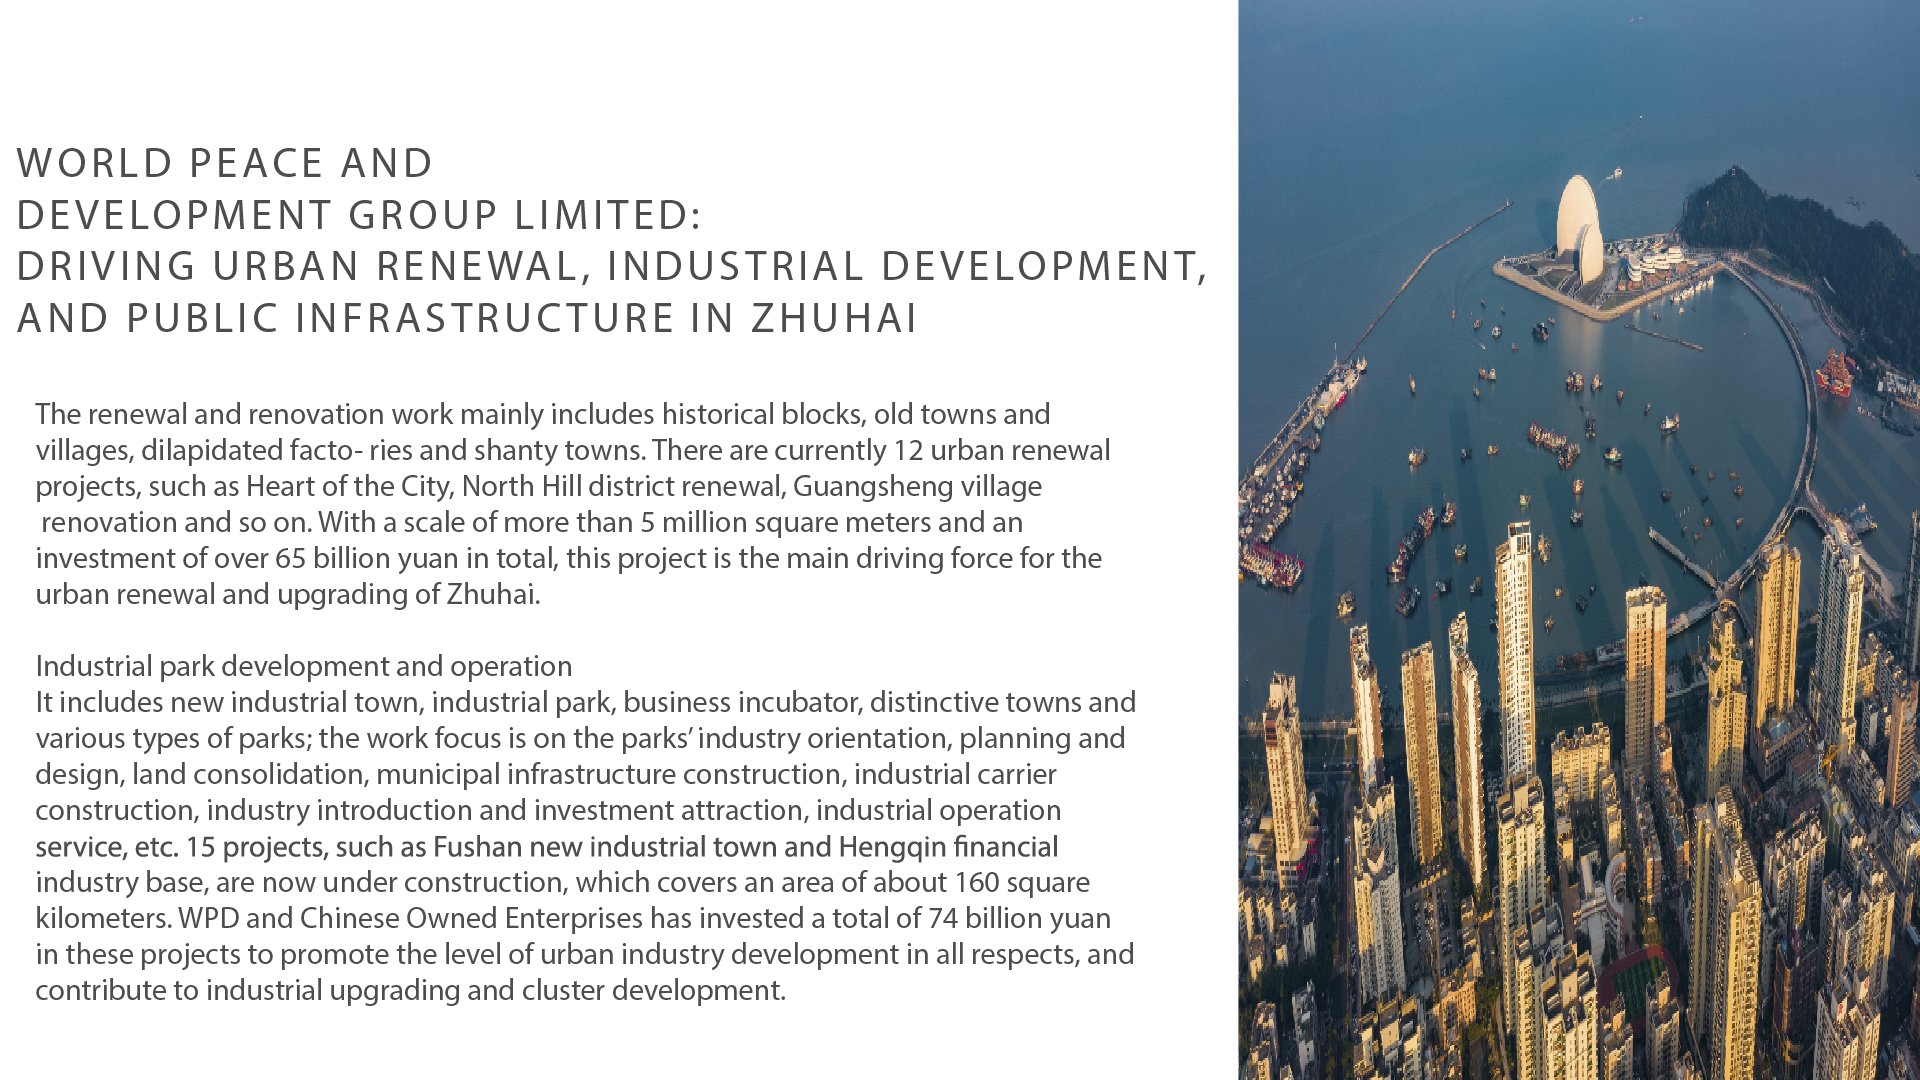 WORLD PEACE AND
DEVELOPMENT GROUP LIMITED:
DRIVING URBAN RENEWAL, INDUSTRIAL DEVELOPMENT,
AND PUBLIC INFRASTRUCTURE IN ZHUHAI
The renewal and renovation work mainly includes historical blocks, old towns and
villages, dilapidated facto- ries and shanty towns. There are currently 12 urban renewal
projects, such as Heart of the City, North Hill district renewal, Guangsheng village
renovation and so on. With a scale of more than 5 million square meters and an
investment of over 65 billion yuan in total, this project is the main driving force for the
urban renewal and upgrading of Zhuhai.
Industrial park development and operation
It includes new industrial town, industrial park, business incubator, distinctive towns and
various types of parks; the work focus is on the parks’ industry orientation, planning and
design, land consolidation, municipal infrastructure construction, industrial carrier
construction, industry introduction and investment attraction, industrial operation
service, etc. 15 projects, such as Fushan new industrial town and Hengqin financial
industry base, are now under construction, which covers an area of about 160 square
kilometers. WPD and Chinese Owned Enterprises has invested a total of 74 billion yuan
in these projects to promote the level of urban industry development in all respects, and
contribute to industrial upgrading and cluster development.